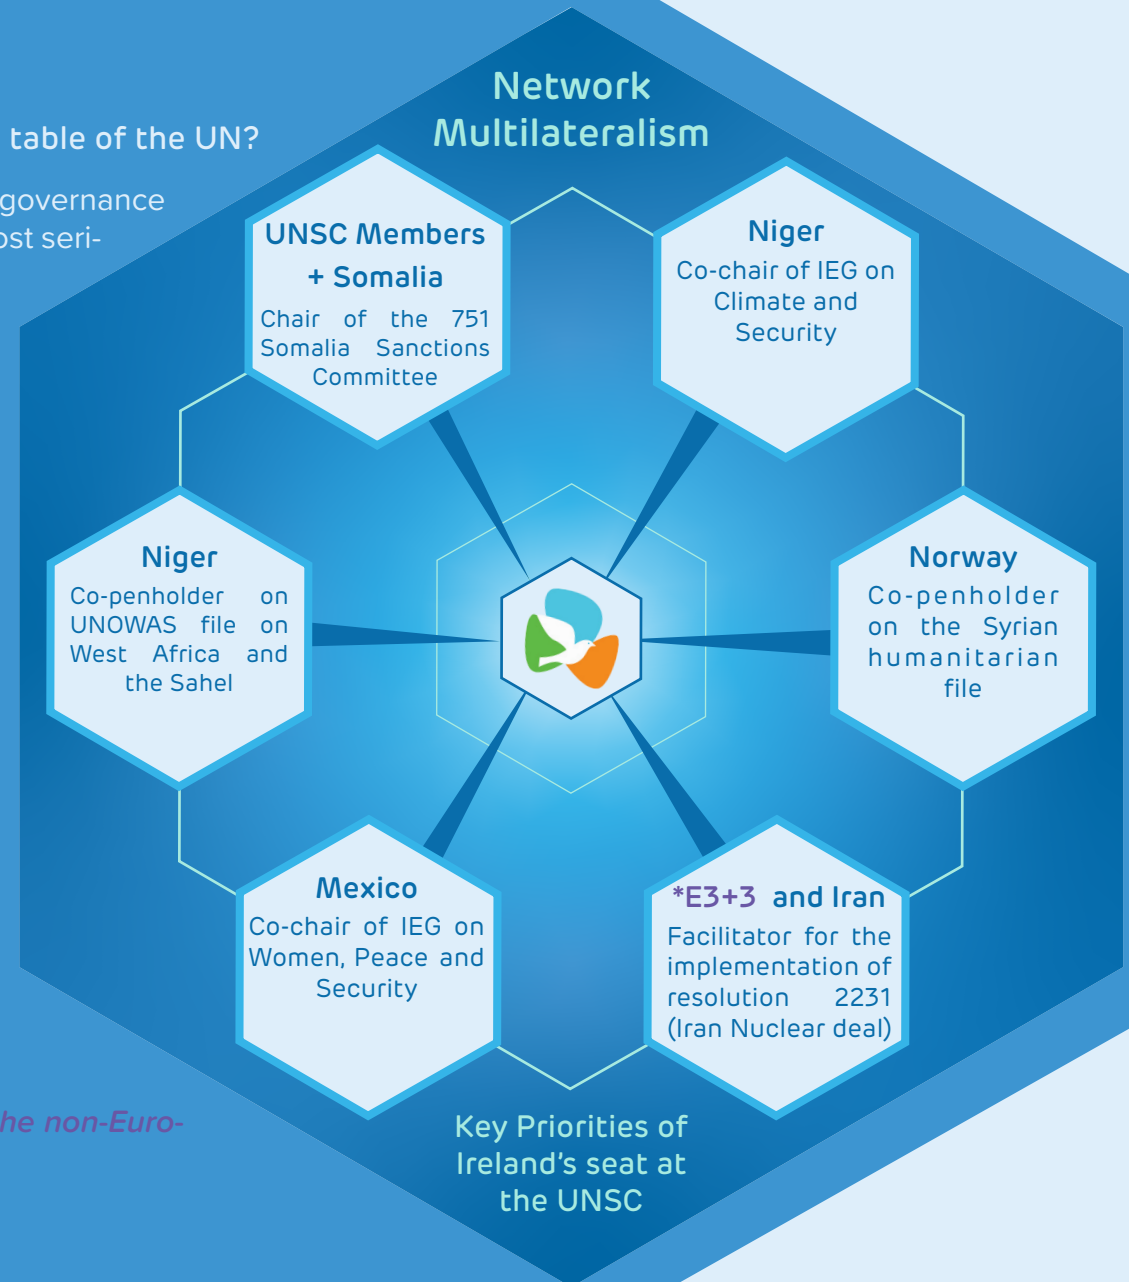 table of the UN?
governance
ost seri-
Network
Multilateralism
UNSC Members
+ Somalia
Chair of the 751
Somalia Sanctions
Committee
Niger
Co-chair of IEG on
Climate and
Security
Niger
Co-penholder on
UNOWAS file on
West Africa and
the Sahel
Norway
Co-penholder
on the Syrian
humanitarian
file
Mexico
Co-chair of IEG on
Women, Peace and
Security
*E3+3 and Iran
Facilitator for the
implementation of
resolution 2231
(Iran Nuclear deal)
he non-Euro-
Key Priorities of
Ireland's seat at
the UNSC